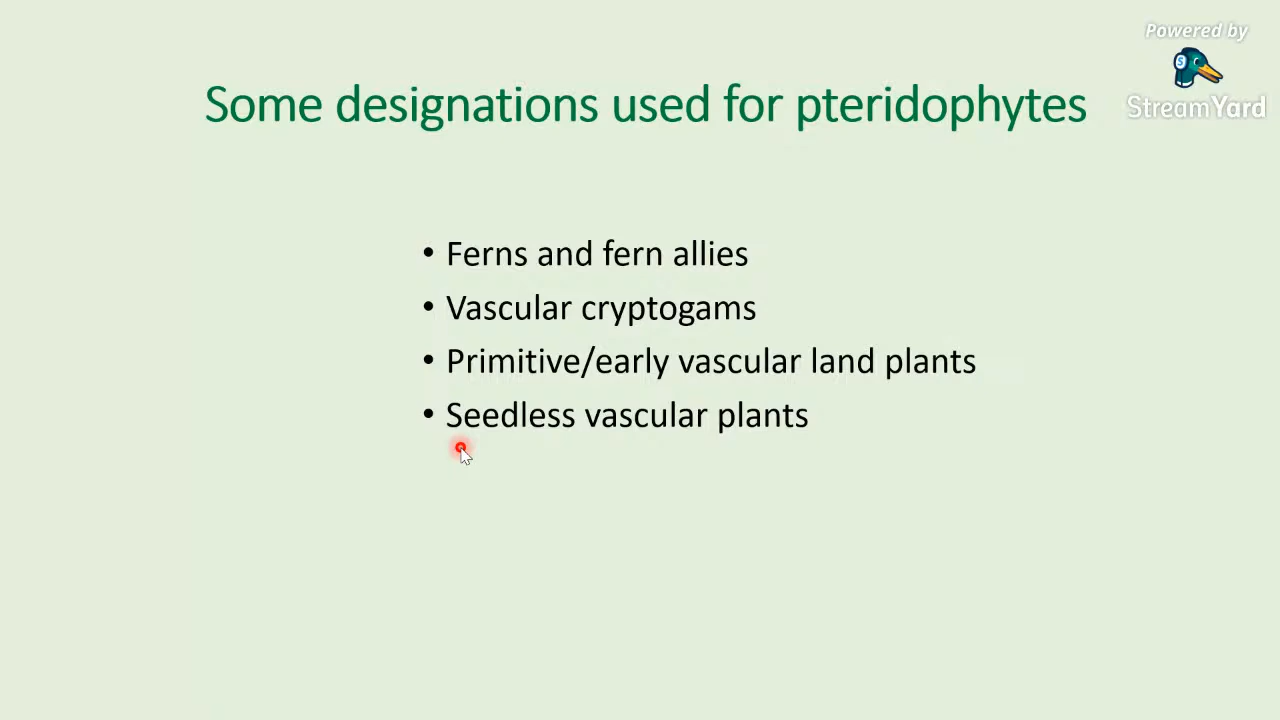 Powered by
StreamYard
Some designations used for pteridophytes
• Ferns and fern allies
• Vascular cryptogams
• Primitive/early vascular land plants
• Seedless vascular plants